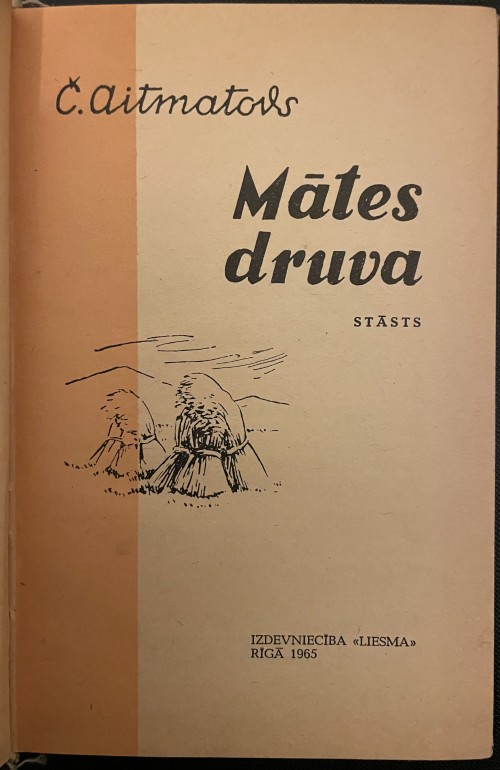 Č. Aitmatovs
Mātes
druva
STĀSTS
IZDEVNIECĪBA «LIESMA»
RĪGĀ 1965